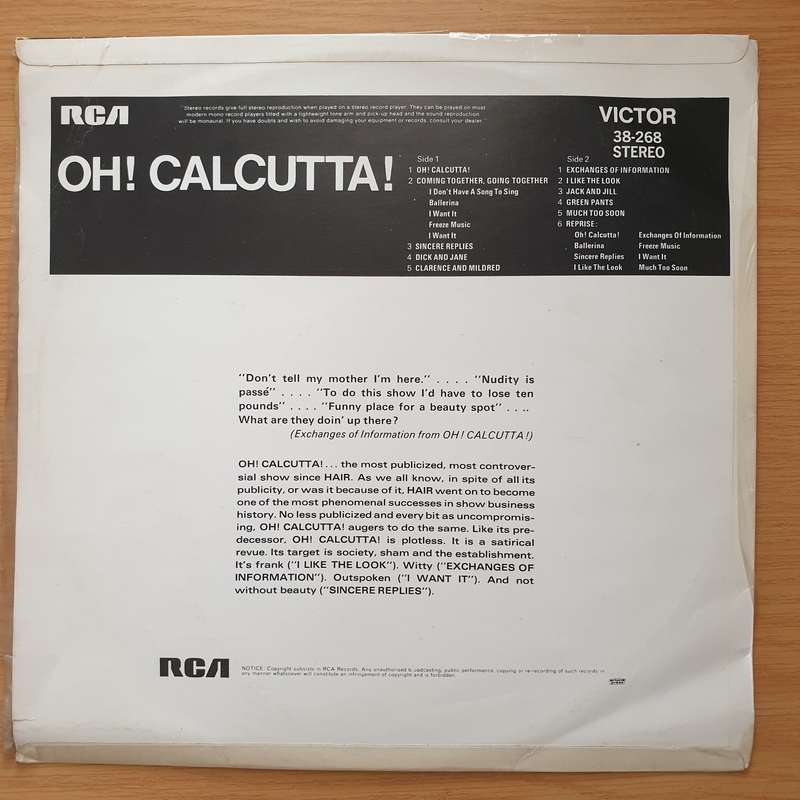 RCA
Stereo records give full stereo reproduction when played on a stereo record player. They can be played on most
modern mono record players fitted with a lightweight tone arm and pick-up head and the sound reproduction
will be monaural. If you have doubts and wish to avoid damaging your equipment or records, consult your dealer.
VICTOR
38-268
STEREO
OH! CALCUTTA!
Side 1
1 OH! CALCUTTA!
2 COMING TOGETHER, GOING TOGETHER
I Don't Have A Song To Sing
Ballerina
I Want It
Freeze Music
I Want It
3 SINCERE REPLIES
4 DICK AND JANE
5 CLARENCE AND MILDRED
Side 2
1 EXCHANGES OF INFORMATION
2 I LIKE THE LOOK
3 JACK AND JILL
4 GREEN PANTS
5 MUCH TOO SOON
6 REPRISE:
Oh! Calcutta! Exchanges Of Information
Ballerina Freeze Music
Sincere Replies I Want It
I Like The Look Much Too Soon
"Don't tell my mother I'm here." . . . . "Nudity is
passé" . . . . "To do this show I'd have to lose ten
pounds" . . . . "Funny place for a beauty spot" . . ..
What are they doin' up there?
(Exchanges of Information from OH! CALCUTTA!)
OH! CALCUTTA! ... the most publicized, most controver-
sial show since HAIR. As we all know, in spite of all its
publicity, or was it because of it, HAIR went on to become
one of the most phenomenal successes in show business
history. No less publicized and every bit as uncompromis-
ing, OH! CALCUTTA! augers to do the same. Like its pre-
decessor, OH! CALCUTTA! is plotless. It is a satirical
revue. Its target is society, sham and the establishment.
It's frank ("I LIKE THE LOOK"). Witty ("EXCHANGES OF
INFORMATION"). Outspoken ("I WANT IT"). And not
without beauty ("SINCERE REPLIES").
RCA
NOTICE: Copyright subsists in RCA Records. Any unauthorised broadcasting, public performance, copying or re-recording of such records in
any manner whatsoever will constitute an infringement of copyright and is forbidden.